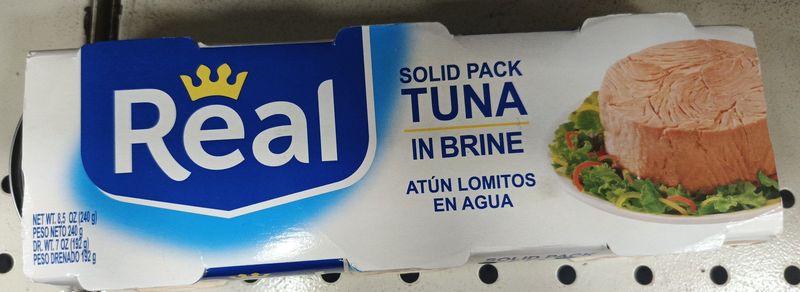 Real
SOLID PACK
TUNA
IN BRINE
ATÚN LOMITOS
EN AGUA
NET WT. 8.5 OZ (240 g)
PESO NETO 240 g
DR. WT. 7 OZ (192 g)
PESO DRENADO 192 g
SOLID PACK